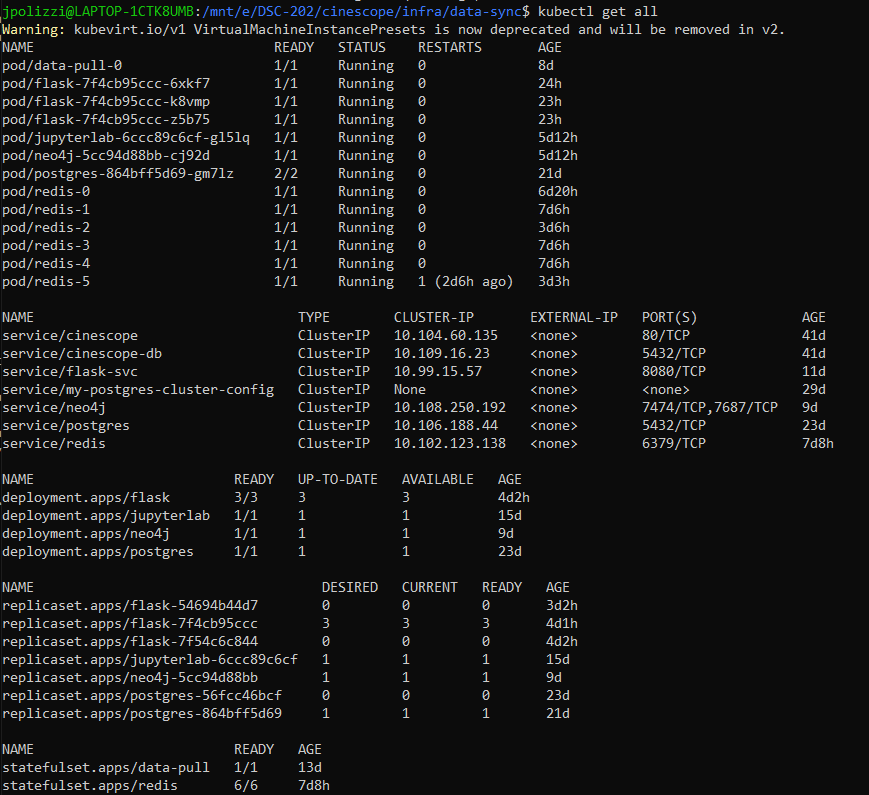 jpolizzi@LAPTOP-1CTK8UMB:/mnt/e/DSC-202/cinescope/infra/data-sync$ kubectl get all
Warning: kubevirt.io/v1 VirtualMachineInstancePresets is now deprecated and will be removed in v2.
NAME READY STATUS RESTARTS AGE
pod/data-pull-0 1/1 Running 0 8d
pod/flask-7f4cb95ccc-6xkf7 1/1 Running 0 24h
pod/flask-7f4cb95ccc-k8vmp 1/1 Running 0 23h
pod/flask-7f4cb95ccc-z5b75 1/1 Running 0 23h
pod/jupyterlab-6ccc89c6cf-gl5lq 1/1 Running 0 5d12h
pod/neo4j-5cc94d88bb-cj92d 1/1 Running 0 5d12h
pod/postgres-864bff5d69-gm7lz 2/2 Running 0 21d
pod/redis-0 1/1 Running 0 6d20h
pod/redis-1 1/1 Running 0 7d6h
pod/redis-2 1/1 Running 0 3d6h
pod/redis-3 1/1 Running 0 7d6h
pod/redis-4 1/1 Running 0 7d6h
pod/redis-5 1/1 Running 1 (2d6h ago) 3d3h
NAME TYPE CLUSTER-IP EXTERNAL-IP PORT(S) AGE
service/cinescope ClusterIP 10.104.60.135 <none> 80/TCP 41d
service/cinescope-db ClusterIP 10.109.16.23 <none> 5432/TCP 41d
service/flask-svc ClusterIP 10.99.15.57 <none> 8080/TCP 11d
service/my-postgres-cluster-config ClusterIP None <none> <none> 29d
service/neo4j ClusterIP 10.108.250.192 <none> 7474/TCP,7687/TCP 9d
service/postgres ClusterIP 10.106.188.44 <none> 5432/TCP 23d
service/redis ClusterIP 10.102.123.138 <none> 6379/TCP 7d8h
NAME READY UP-TO-DATE AVAILABLE AGE
deployment.apps/flask 3/3 3 3 4d2h
deployment.apps/jupyterlab 1/1 1 1 15d
deployment.apps/neo4j 1/1 1 1 9d
deployment.apps/postgres 1/1 1 1 23d
NAME DESIRED CURRENT READY AGE
replicaset.apps/flask-54694b44d7 0 0 0 3d2h
replicaset.apps/flask-7f4cb95ccc 3 3 3 4d1h
replicaset.apps/flask-7f54c6c844 0 0 0 4d2h
replicaset.apps/jupyterlab-6ccc89c6cf 1 1 1 15d
replicaset.apps/neo4j-5cc94d88bb 1 1 1 9d
replicaset.apps/postgres-56fcc46bcf 0 0 0 23d
replicaset.apps/postgres-864bff5d69 1 1 1 21d
NAME READY AGE
statefulset.apps/data-pull 1/1 13d
statefulset.apps/redis 6/6 7d8h